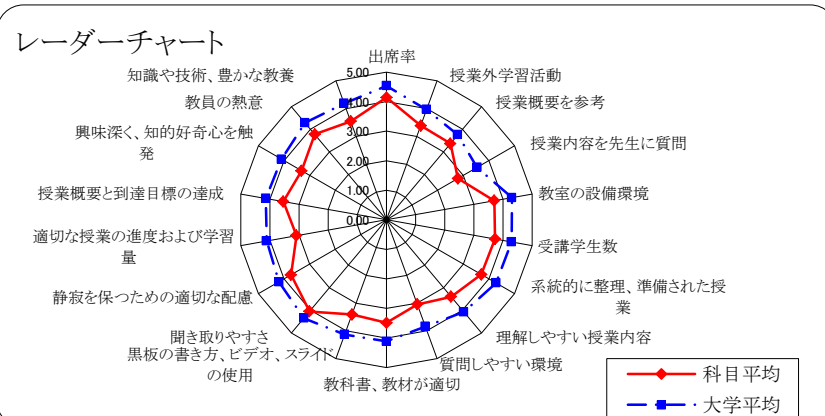 レーダーチャート
出席率
授業外学習活動
授業概要を参考
授業内容を先生に質問
教室の設備環境
受講学生数
系統的に整理、準備された授
業
理解しやすい授業内容
質問しやすい環境
教科書、教材が適切
黒板の書き方、ビデオ、スライド
の使用
聞き取りやすさ
静寂を保つための適切な配慮
適切な授業の進度および学習
量
授業概要と到達目標の達成
興味深く、知的好奇心を触
発
教員の熱意
知識や技術、豊かな教養
5.00
4.00
3.00
2.00
1.00
0.00
科目平均
大学平均